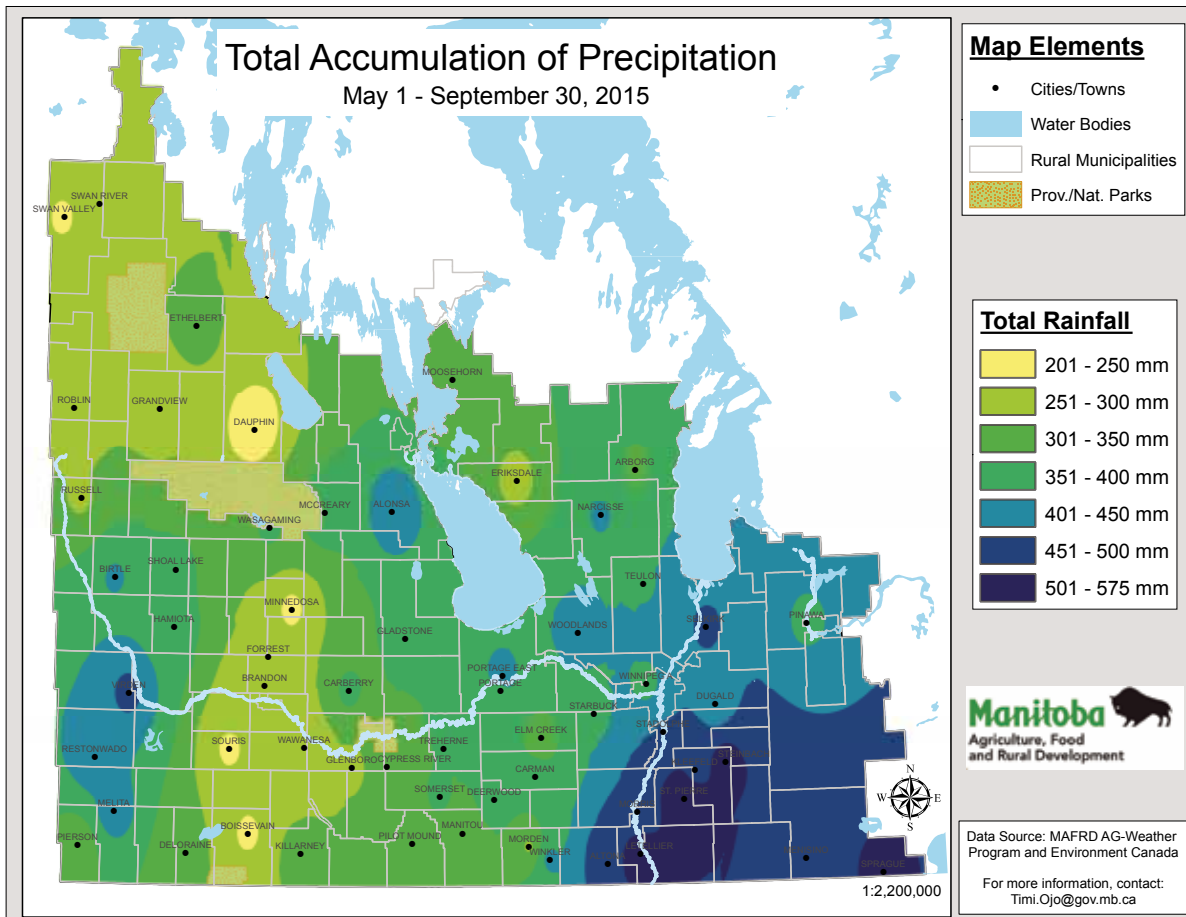 Total Accumulation of Precipitation
May 1 - September 30, 2015
Map Elements
Cities/Towns
Water Bodies
Rural Municipalities
Prov./Nat. Parks
Total Rainfall
201 - 250 mm
251 - 300 mm
301 - 350 mm
351 - 400 mm
401 - 450 mm
451 - 500 mm
501 - 575 mm
SWAN RIVER
SWAN VALLEY
ETHELBERT
MOOSEHORN
ROBLIN
GRANDVIEW
DAUPHIN
ERIKSDALE
ARBORG
RUSSELL
MCCREARY
ALONSA
NARCISSE
WASAGAMING
SHOAL LAKE
BIRTLE
TEULON
MINNEDOSA
HAMIOTA
GLADSTONE
WOODLANDS
PINAWA
FORREST
PORTAGE EAST
BRANDON
CARBERRY
PORTAGE
WINNIPEG
DUGALD
STARBUCK
SOURIS
WAWANESA
TREHERNE
ELM CREEK
RESTON
GLENBORO
CYPRESS RIVER
CARMAN
SOMERSET
DEERWOOD
ST. PIERRE
MELITA
BOISSEVAIN
MANITOU
PIERSON
DELORAINE
KILLARNEY
PILOT MOUND
MORDEN
WINKLER
LETELLIER
SPRAGUE
1:2,200,000
N
W
E
S
Manitoba
Agriculture, Food
and Rural Development
Data Source: MAFRD AG-Weather
Program and Environment Canada
For more information, contact:
Timi.Ojo@gov.mb.ca